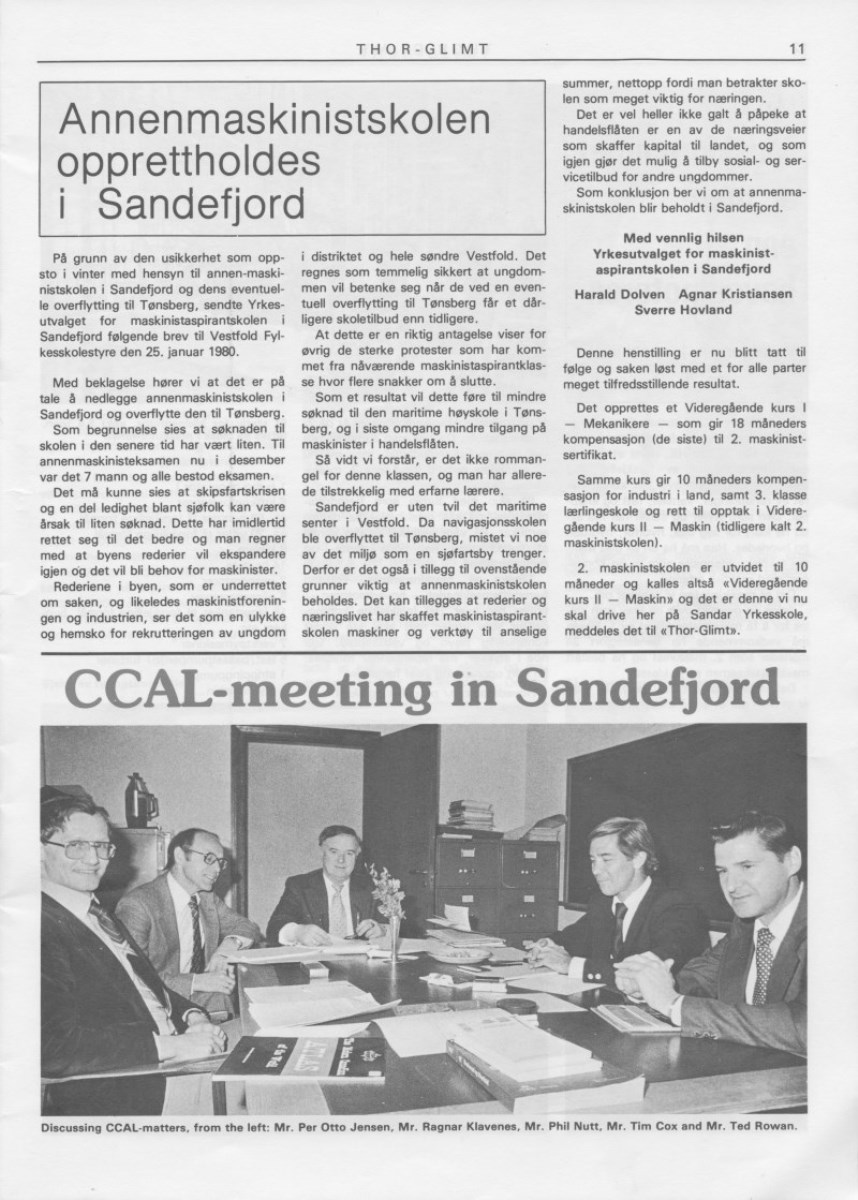 THOR-GLIMT 11
Annenmaskinistskolen
opprettholdes
i Sandefjord
På grunn av den usikkerhet som opp-
sto i vinter med hensyn til annen-maski-
nistskolen i Sandefjord og dens eventuel-
le overflytting til Tønsberg, sendte Yrkes-
utvalget for maskinistaspirantskolen i
Sandefjord følgende brev til Vestfold Fyl-
kesskolestyre den 25. januar 1980.
Med beklagelse hører vi at det er på
tale å nedlegge annenmaskinistskolen i
Sandefjord og overflytte den til Tønsberg.
Som begrunnelse sies at søknaden til
skolen i den senere tid har vært liten. Til
annenmaskinisteksamen nu i desember
var det 7 mann og alle bestod eksamen.
Det må kunne sies at skipsfartskrisen
og en del ledighet blant sjøfolk kan være
årsak til liten søknad. Dette har imidlertid
rettet seg til det bedre og man regner
med at byens rederier vil ekspandere
igjen og det vil bli behov for maskinister.
Rederiene i byen, som er underrettet
om saken, og likeledes maskinistforenin-
gen og industrien, ser det som en ulykke
og hemsko for rekrutteringen av ungdom
i distriktet og hele søndre Vestfold. Det
regnes som temmelig sikkert at ungdom-
men vil betenke seg når de ved en even-
tuell overflytting til Tønsberg får et dår-
ligere skoletilbud enn tidligere.
At dette er en riktig antagelse viser for
øvrig de sterke protester som har kom-
met fra nåværende maskinistaspirantklas-
se hvor flere snakker om å slutte.
Som et resultat vil dette føre til mindre
søknad til den maritime høyskole i Tøns-
berg, og i siste omgang mindre tilgang på
maskinister i handelsflåten.
Så vidt vi forstår, er det ikke romman-
gel for denne klassen, og man har allere-
de tilstrekkelig med erfarne lærere.
Sandefjord er uten tvil det maritime
senter i Vestfold. Da navigasjonsskolen
ble overflyttet til Tønsberg, mistet vi noe
av det miljø som en sjøfartsby trenger.
Derfor er det også i tillegg til ovenstående
grunner viktig at annenmaskinistskolen
beholdes. Det kan tillegges at rederier og
næringslivet har skaffet maskinistaspirant-
skolen maskiner og verktøy til anselige
summer, nettopp fordi man betrakter sko-
len som meget viktig for næringen.
Det er vel heller ikke galt å påpeke at
handelsflåten er en av de næringsveier
som skaffer kapital til landet, og som
igjen gjør det mulig å tilby sosial- og ser-
vicetilbud for andre ungdommer.
Som konklusjon ber vi om at annenma-
skinistskolen blir beholdt i Sandefjord.
Med vennlig hilsen
Yrkesutvalget for maskinist-
aspirantskolen i Sandefjord
Harald Dolven Agnar Kristiansen
Sverre Hovland
Denne henstilling er nu blitt tatt til
følge og saken løst med et for alle parter
meget tilfredsstillende resultat.
Det opprettes et Videregående kurs I
— Mekanikere — som gir 18 måneders
kompensasjon (de siste) til 2. maskinist-
sertifikat.
Samme kurs gir 10 måneders kompen-
sasjon for industri i land, samt 3. klasse
lærlingeskole og rett til opptak i Videre-
gående kurs II — Maskin (tidligere kalt 2.
maskinistskolen).
2. maskinistskolen er utvidet til 10
måneder og kalles altså «Videregående
kurs II — Maskin» og det er denne vi nu
skal drive her på Sandar Yrkesskole,
meddeles det til «Thor-Glimt».
CCAL-meeting in Sandefjord
ATLAS
Discussing CCAL-matters, from the left: Mr. Per Otto Jensen, Mr. Ragnar Klavenes, Mr. Phil Nutt, Mr. Tim Cox and Mr. Ted Rowan.